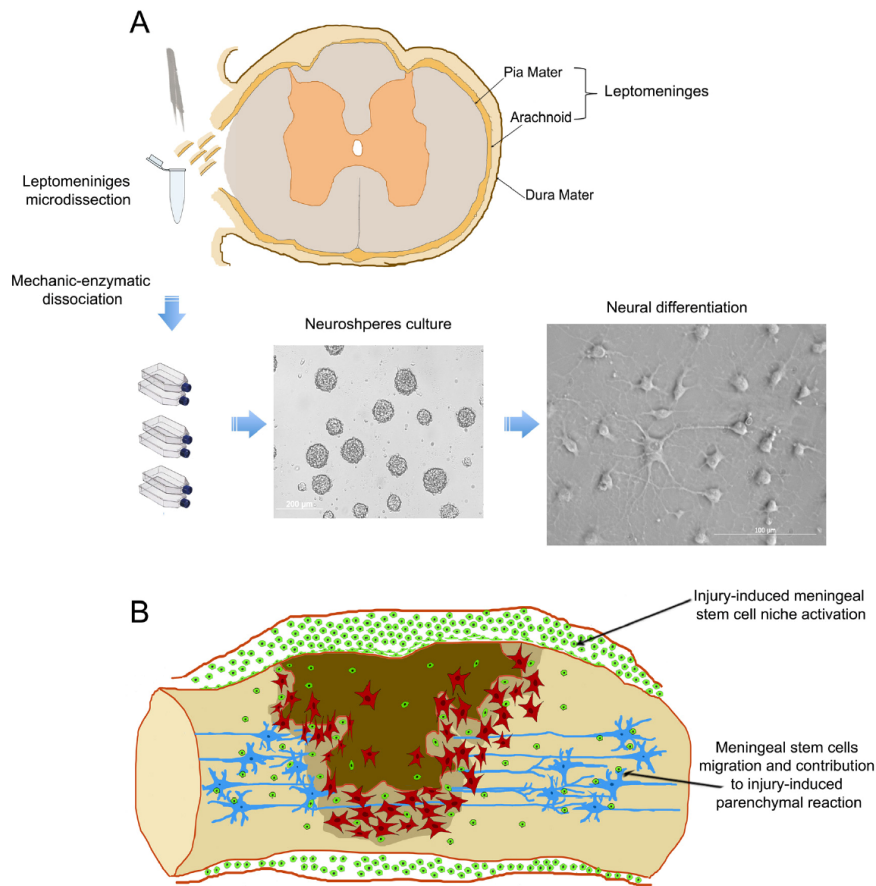 A
Pia Mater
Leptomeninges
Arachnoid
Dura Mater
Leptomeniniges
microdissection
Mechanic-enzymatic
dissociation
Neuroshperes culture
Neural differentiation
200 µm
100 µm
B
Injury-induced meningeal
stem cell niche activation
Meningeal stem cells
migration and contribution
to injury-induced
parenchymal reaction